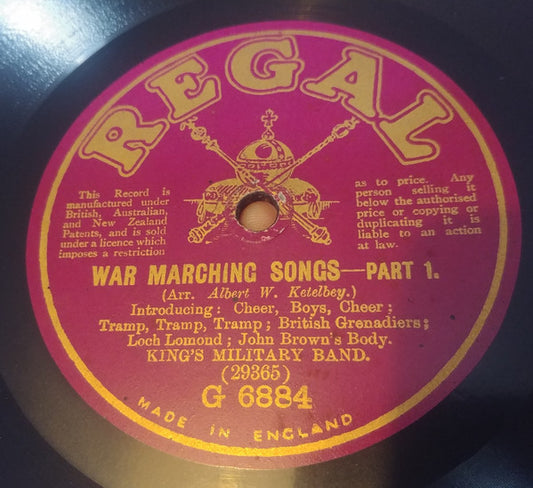 REGAL
This Record is
manufactured under
British, Australian,
and New Zealand
Patents, and is sold
under a licence which
imposes a restriction
as to price. Any
person selling it
below the authorised
price or copying or
duplicating it is
liable to an action
at law.
WAR MARCHING SONGS—PART 1.
(Arr. Albert W. Ketelbey.)
Introducing: Cheer, Boys, Cheer;
Tramp, Tramp, Tramp; British Grenadiers;
Loch Lomond; John Brown's Body.
KING'S MILITARY BAND.
(29365)
G 6884
MADE IN ENGLAND